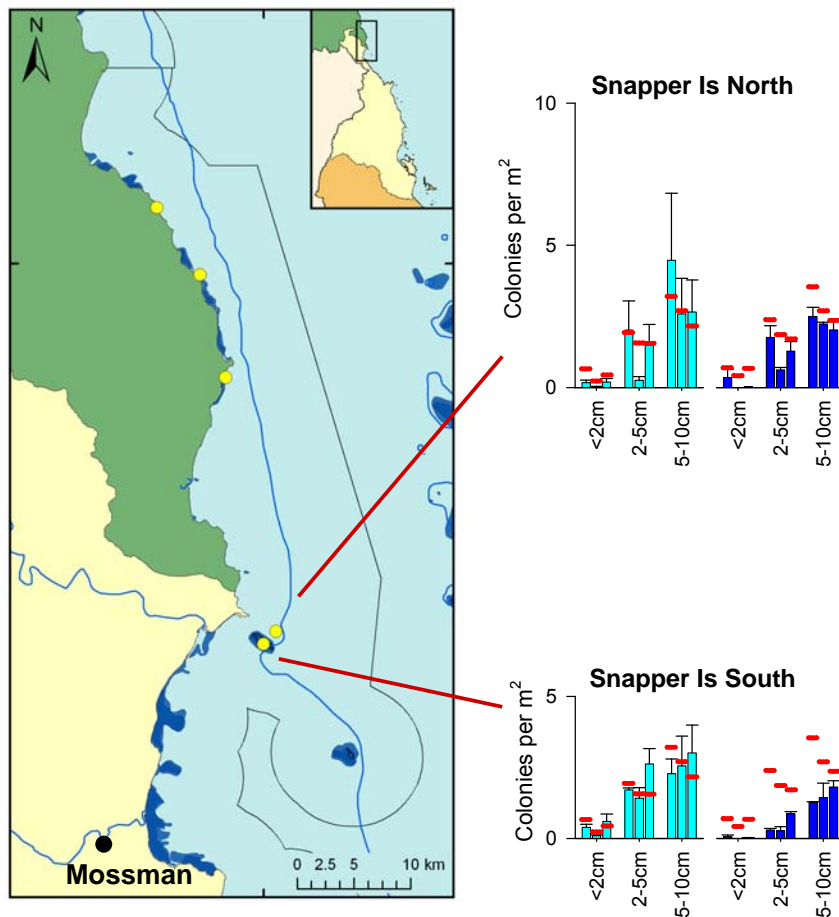 N
Mossman
0 2.5 5 10 km
Snapper Is North
Colonies per m²
10
5
0
<2cm
2-5cm
5-10cm
<2cm
2-5cm
5-10cm
Snapper Is South
Colonies per m²
5
0
<2cm
2-5cm
5-10cm
<2cm
2-5cm
5-10cm